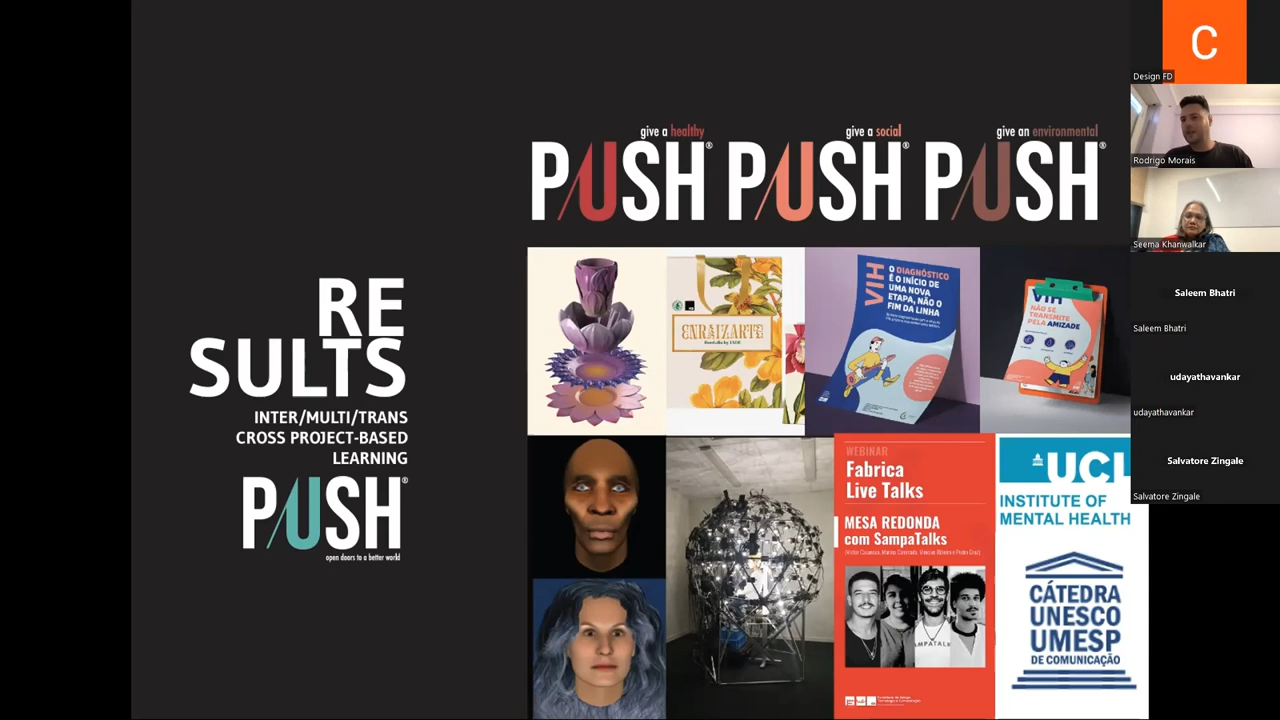 RE
SULTS
INTER/MULTI/TRANS
CROSS PROJECT-BASED
LEARNING
PUSH®
open doors to a better world
give a healthy
PUSH®
give a social
PUSH®
give an environmental
PUSH®
ENRAIZARTE
VIH
O DIAGNÓSTICO
É O INÍCIO DE
UMA NOVA
ETAPA, NÃO O
FIM DA LINHA
VIH
NÃO SE
TRANSMITE
PELA AMIZADE
WEBINAR
Fabrica
Live Talks
MESA REDONDA
com SampaTalks
UCL
INSTITUTE OF
MENTAL HEALTH
CÁTEDRA
UNESCO
UMESP
DE COMUNICAÇÃO
C
Design FD
Rodrigo Morais
Seema Khanwalkar
Saleem Bhatri
Saleem Bhatri
udayathavankar
udayathavankar
Salvatore Zingale
Salvatore Zingale